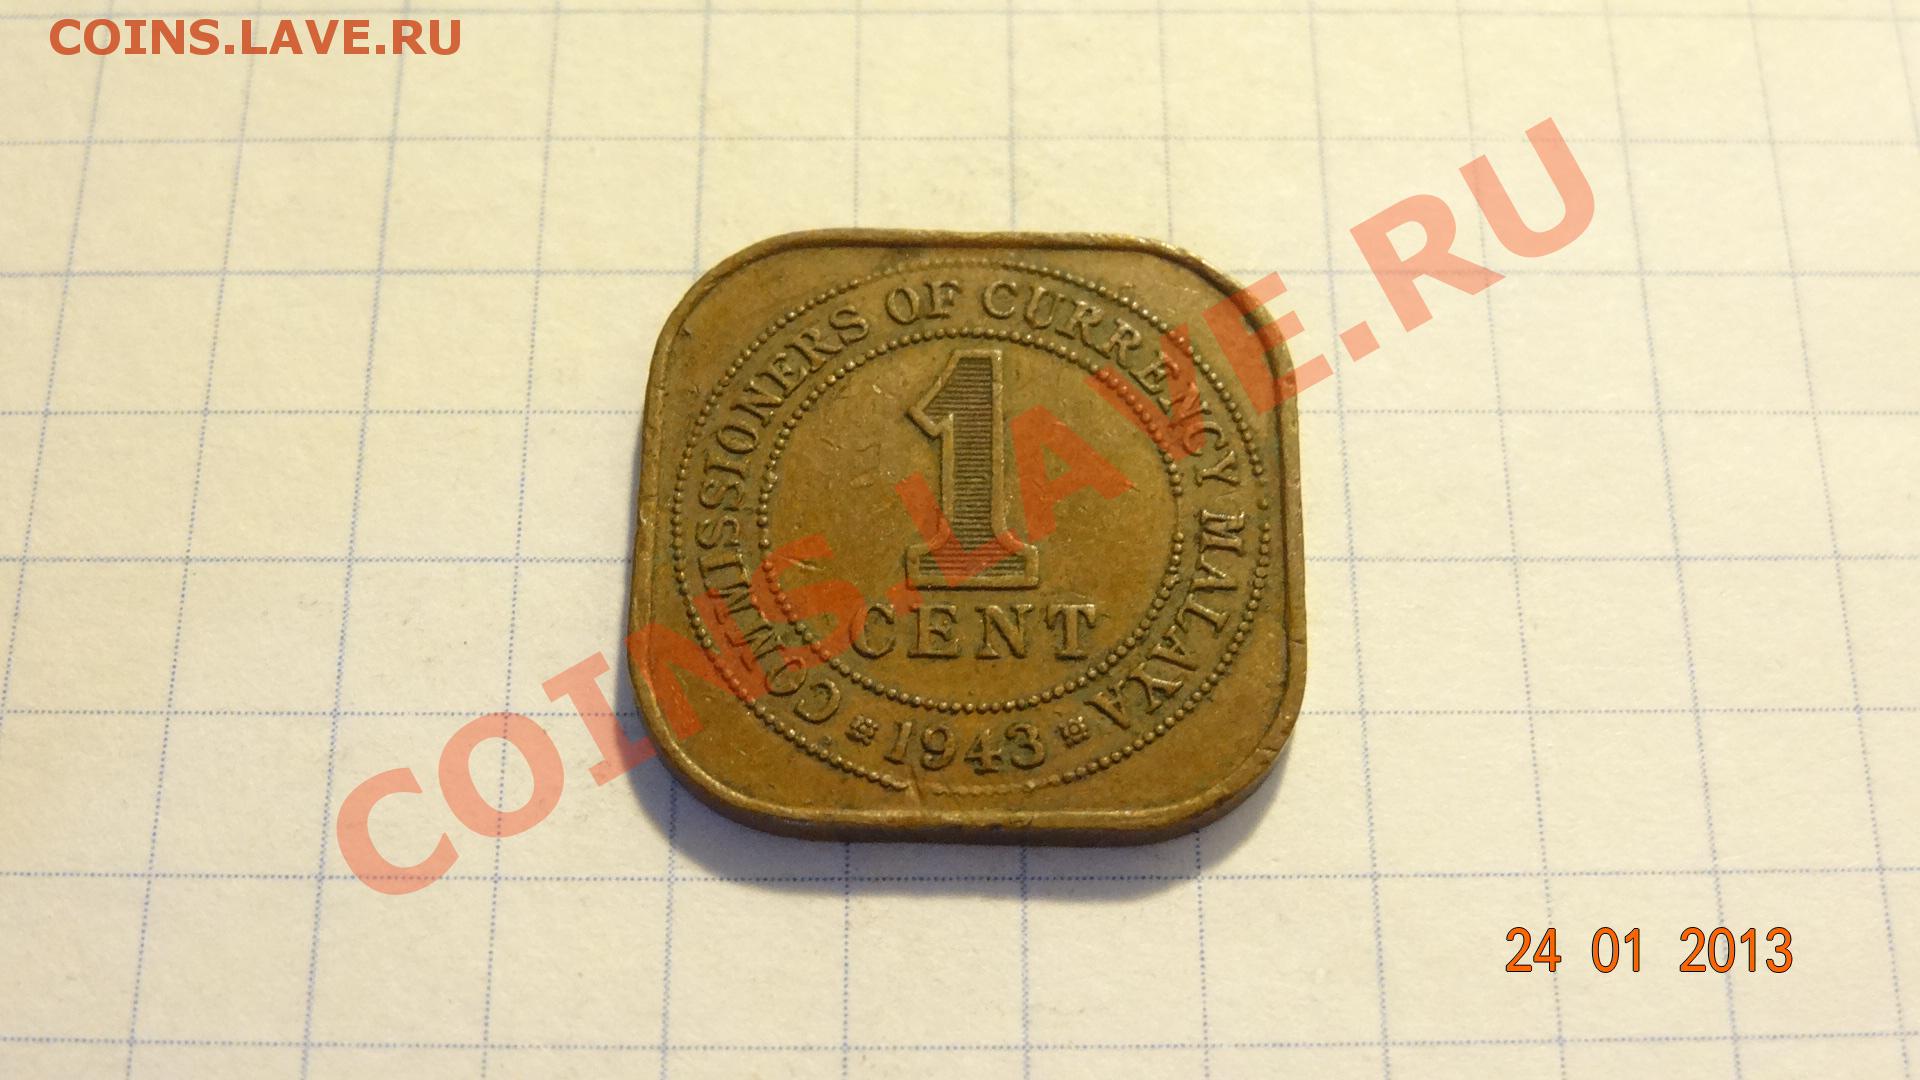 COINS.LAVE.RU
COMMISSIONERS OF CURRENCY MALAYA
1
CENT
1943
COINS.LAVE.RU
24 01 2013